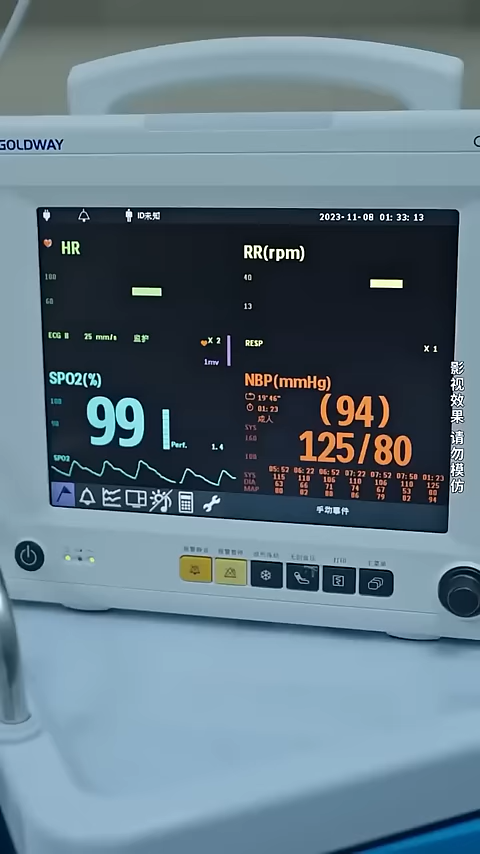 GOLDWAY
ID未知
2023-11-08 01:33:13
HR
100
60
RR(rpm)
40
13
ECG II 25 mm/s 监护
X 2
1mv
RESP
X 1
SPO2(%)
100
90
99
Perf. 1.4
SPO2
NBP(mmHg)
19'46"
01:23
成人
SYS
160
100
(94)
125/80
05:52 06:22 06:52 07:22 07:52 07:58 01:23
SYS 115 110 106 110 106 110 125
DIA
MAP
手动事件
影视效果 请勿模仿